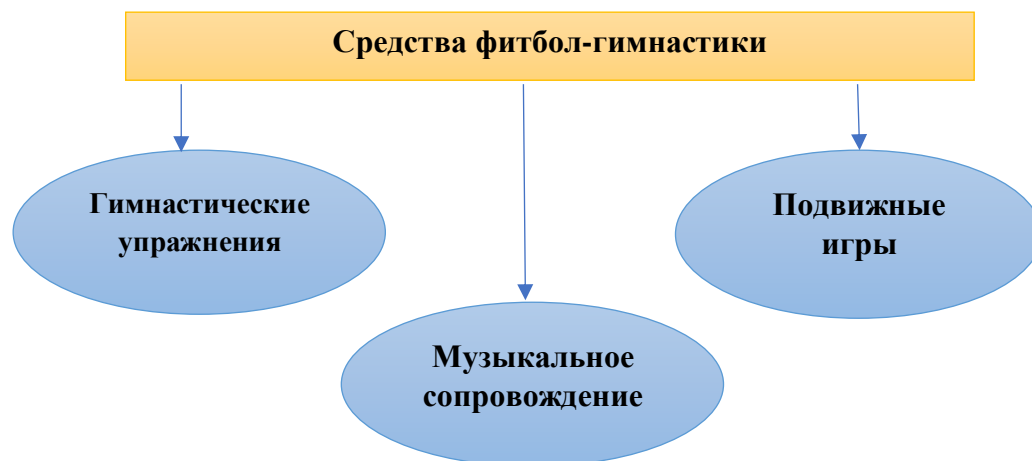 Средства фитбол-гимнастики
Гимнастические
упражнения
Подвижные
игры
Музыкальное
сопровождение